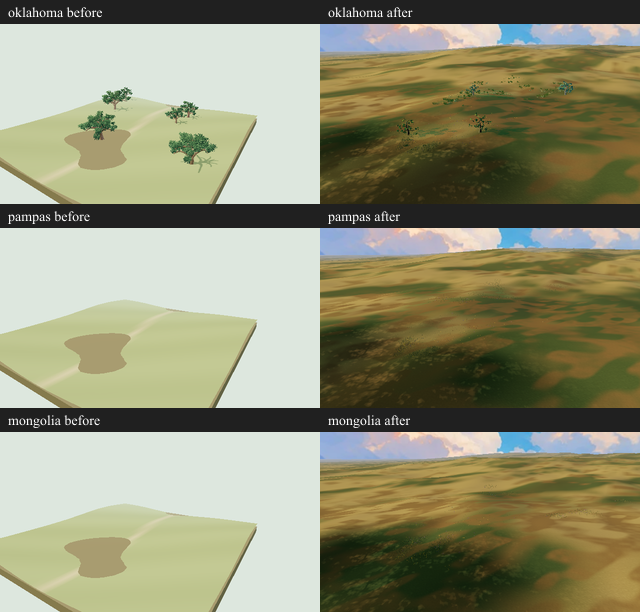 oklahoma before
oklahoma after
pampas before
pampas after
mongolia before
mongolia after